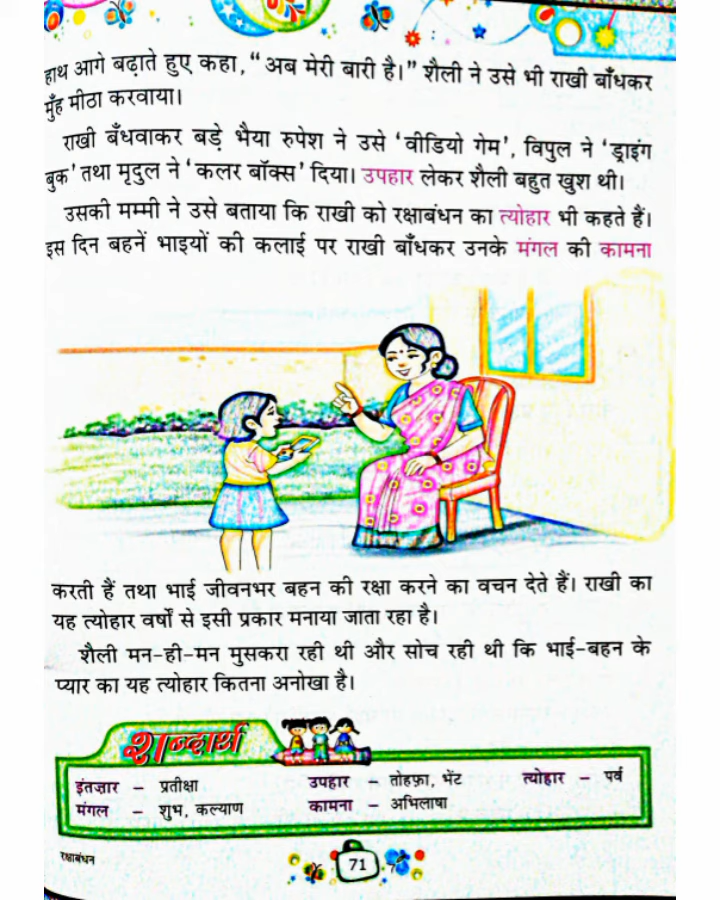 हाथ आगे बढ़ाते हुए कहा, “अब मेरी बारी है।” शैली ने उसे भी राखी बाँधकर
मुँह मीठा करवाया।
राखी बँधवाकर बड़े भैया रुपेश ने उसे ‘वीडियो गेम’, विपुल ने ‘ड्राइंग
बुक’ तथा मृदुल ने ‘कलर बॉक्स’ दिया। उपहार लेकर शैली बहुत खुश थी।
उसकी मम्मी ने उसे बताया कि राखी को रक्षाबंधन का त्योहार भी कहते हैं।
इस दिन बहनें भाइयों की कलाई पर राखी बाँधकर उनके मंगल की कामना
करती हैं तथा भाई जीवनभर बहन की रक्षा करने का वचन देते हैं। राखी का
यह त्योहार वर्षों से इसी प्रकार मनाया जाता रहा है।
शैली मन-ही-मन मुसकरा रही थी और सोच रही थी कि भाई-बहन के
प्यार का यह त्योहार कितना अनोखा है।
शब्दार्थ
इंतज़ार – प्रतीक्षा उपहार – तोहफ़ा, भेंट त्योहार – पर्व
मंगल – शुभ, कल्याण कामना – अभिलाषा
रक्षाबंधन
71